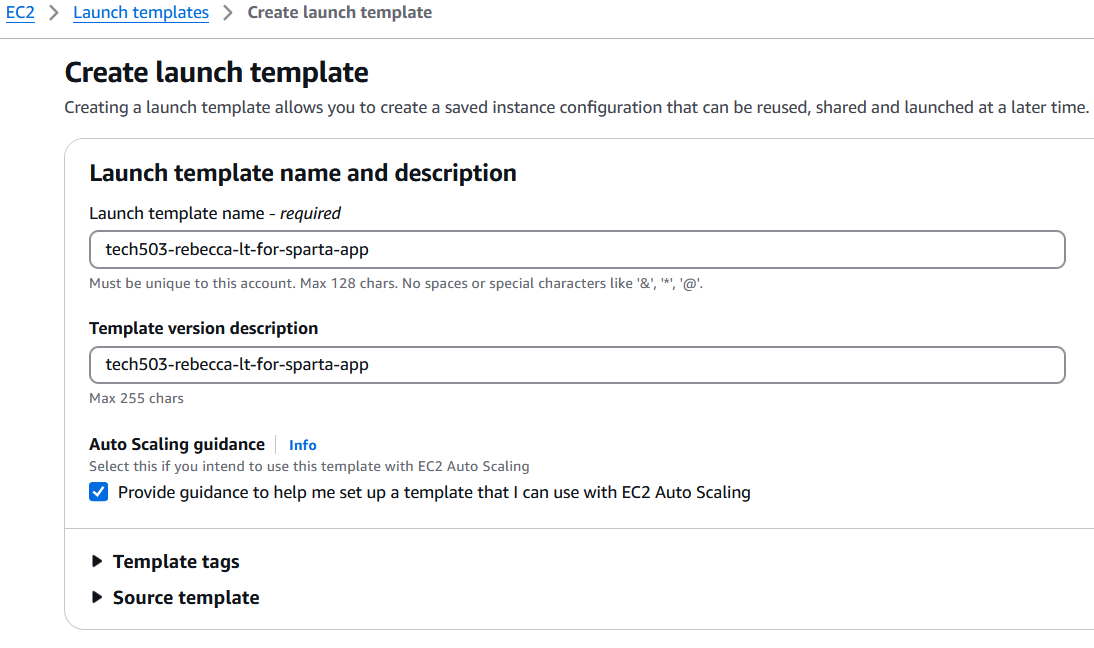 EC2 > Launch templates > Create launch template
Create launch template
Creating a launch template allows you to create a saved instance configuration that can be reused, shared and launched at a later time.
Launch template name and description
Launch template name - required
tech503-rebecca-lt-for-sparta-app
Must be unique to this account. Max 128 chars. No spaces or special characters like '&', '*', '@'.
Template version description
tech503-rebecca-lt-for-sparta-app
Max 255 chars
Auto Scaling guidance | Info
Select this if you intend to use this template with EC2 Auto Scaling
Provide guidance to help me set up a template that I can use with EC2 Auto Scaling
Template tags
Source template